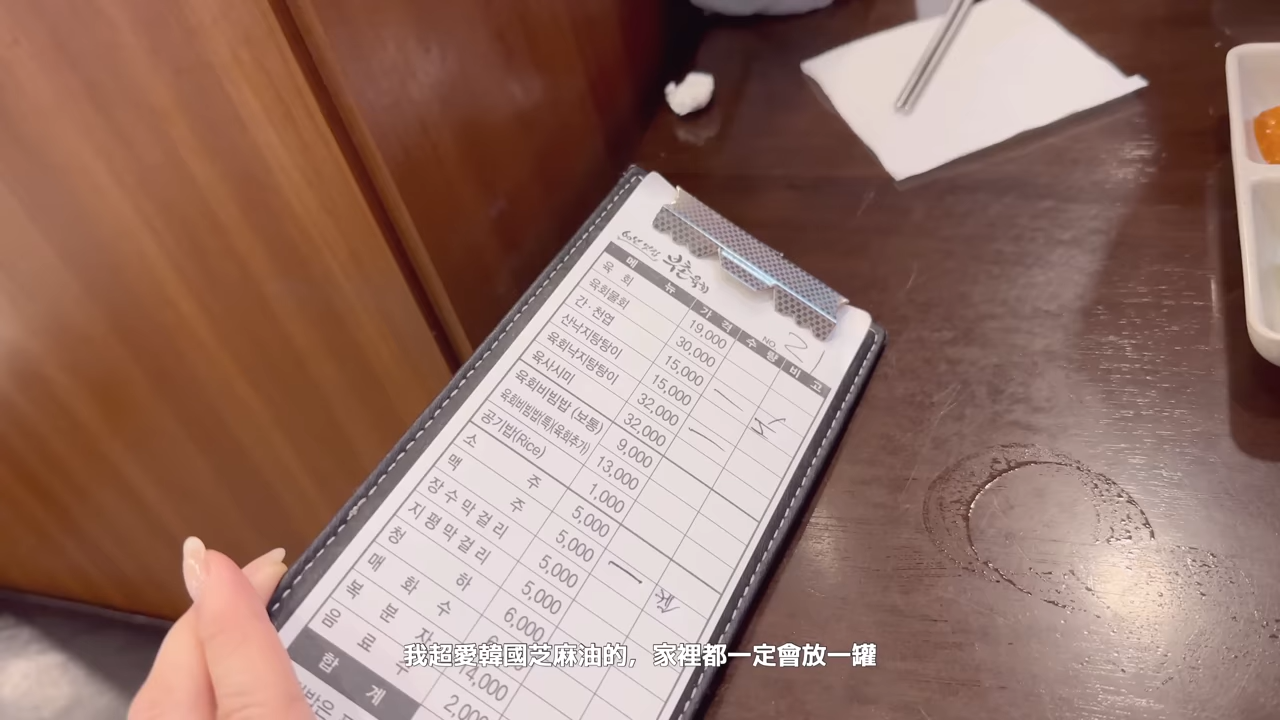 부촌육회
메 뉴 가 격 수 량 비 고
NO. 21
육 회 19,000
육회물회 30,000
간·천엽 15,000
산낙지탕탕이 15,000 一
육회낙지탕탕이 32,000
육사시미 32,000 一
육회비빔밥 (보통) 9,000
육회비빔밥(특)(육회추가) 13,000
공기밥(Rice) 1,000
소 주 5,000
맥 주 5,000 一
장수막걸리 5,000
지평막걸리 5,000
청 하 6,000
매 화 수
복 분 자 14,000
음 료 수 2,000
합 계
我超愛韓國芝麻油的，家裡都一定會放一罐